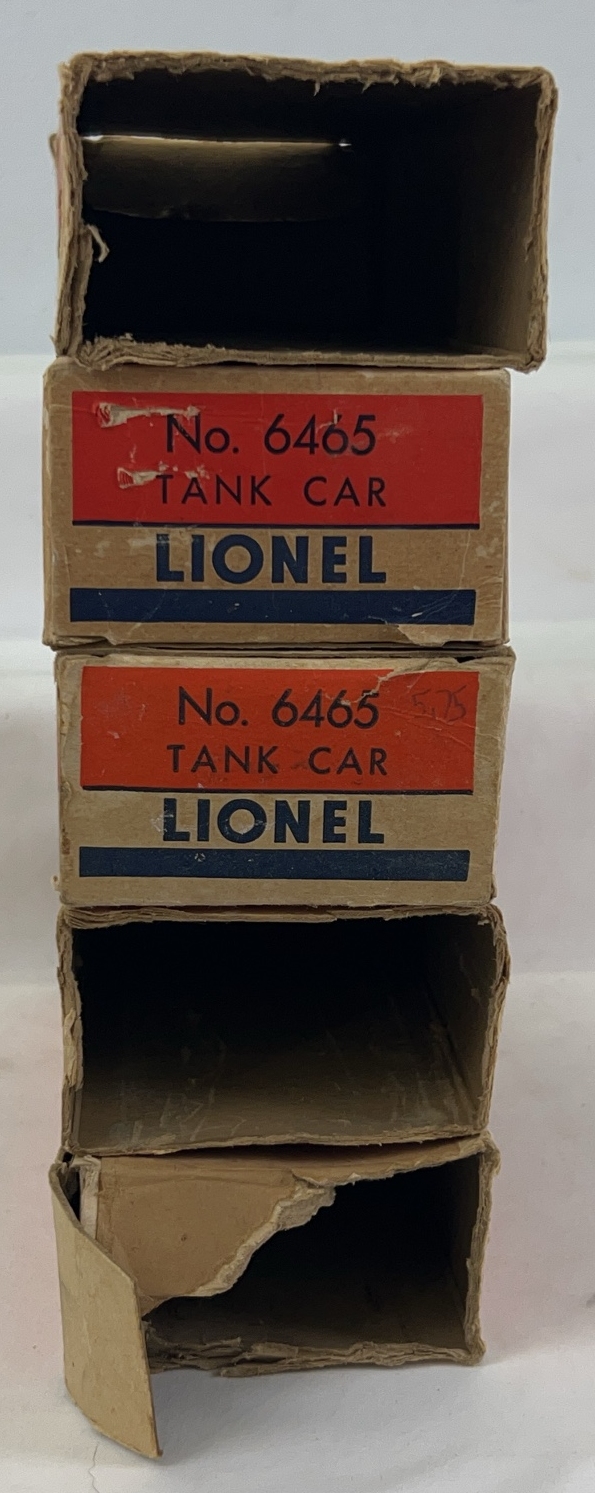 No. 6465
TANK CAR
LIONEL
No. 6465 5.75
TANK CAR
LIONEL